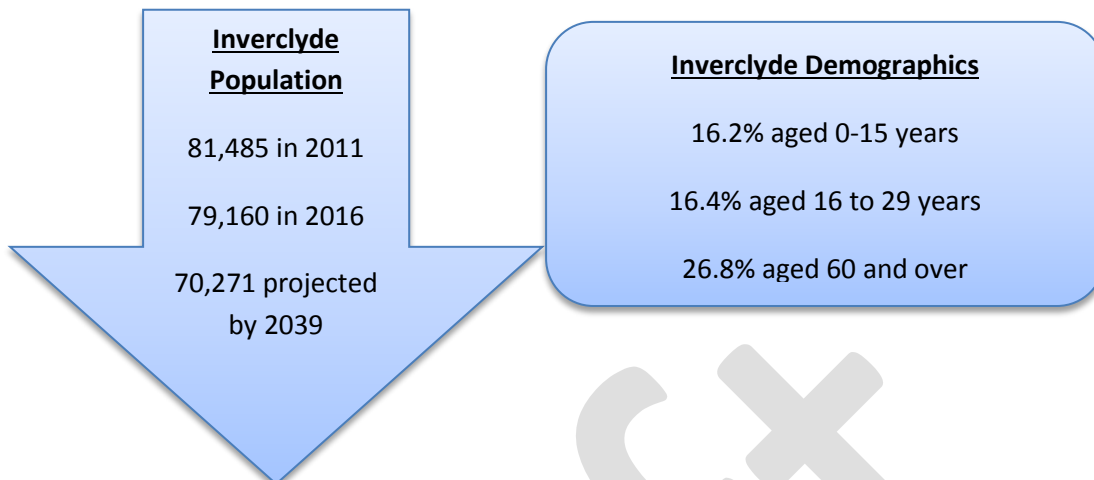 Inverclyde
Population
81,485 in 2011
79,160 in 2016
70,271 projected
by 2039
Inverclyde Demographics
16.2% aged 0-15 years
16.4% aged 16 to 29 years
26.8% aged 60 and over